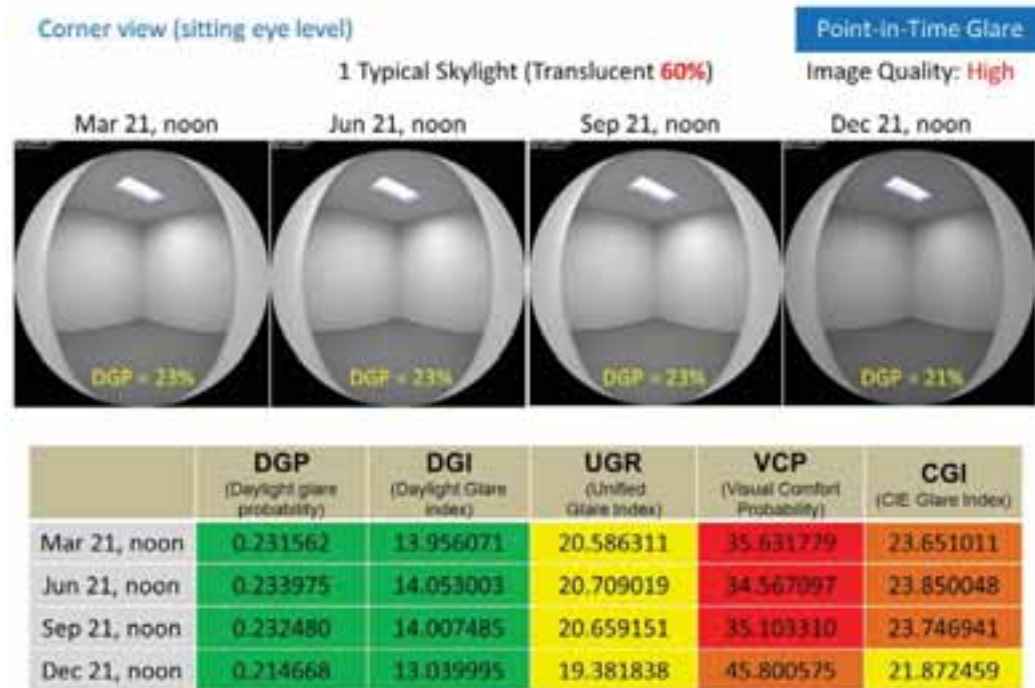 Corner view (sitting eye level)
Point-in-Time Glare
1 Typical Skylight (Translucent 60%)
Image Quality: High
Mar 21, noon
Jun 21, noon
Sep 21, noon
Dec 21, noon
DGP = 23%
DGP = 23%
DGP = 23%
DGP = 21%
DGP DGI UGR VCP CGI
(Daylight glare probability) (Daylight Glare index) (Unified Glare Index) (Visual Comfort Probability) (CIE Glare Index)
Mar 21, noon 0.231562 13.956071 20.586311 35.631779 23.651011
Jun 21, noon 0.233975 14.053003 20.709019 34.567097 23.850048
Sep 21, noon 0.232480 14.007485 20.659151 35.103310 23.746941
Dec 21, noon 0.214668 13.039995 19.381838 45.800575 21.872459